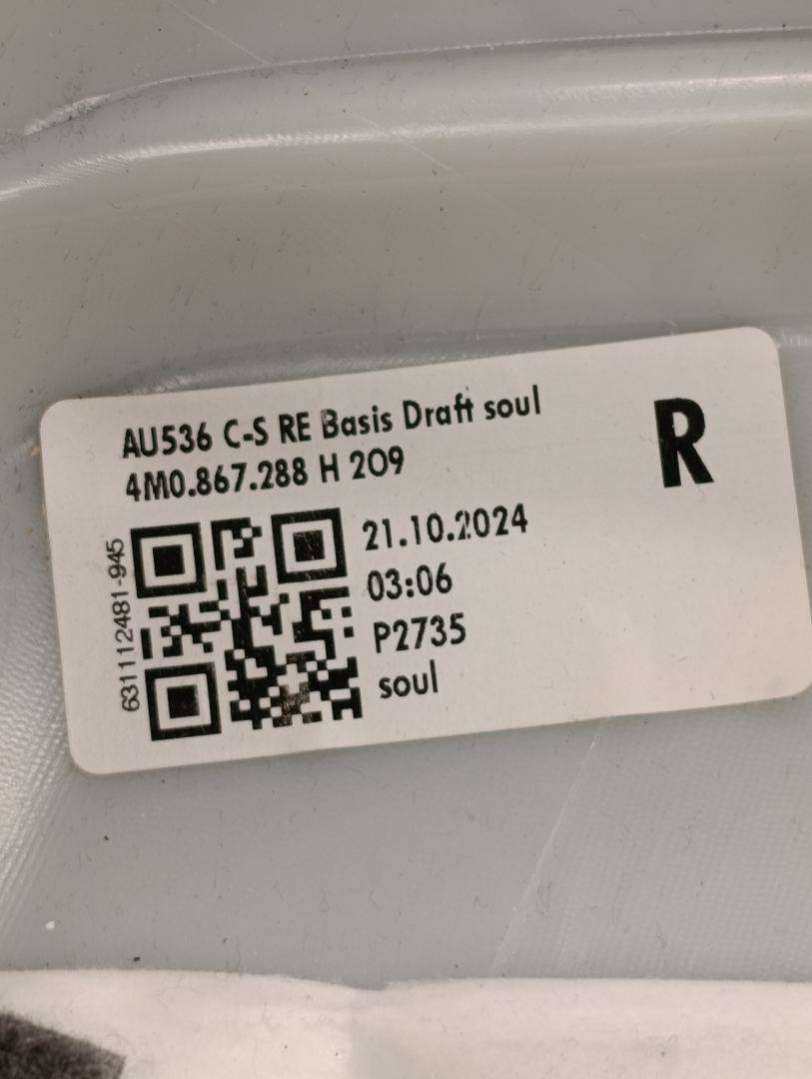 AU536 C-S RE Basis Draft soul
4M0.867.288 H 209
R
631112481-945
21.10.2024
03:06
P2735
soul